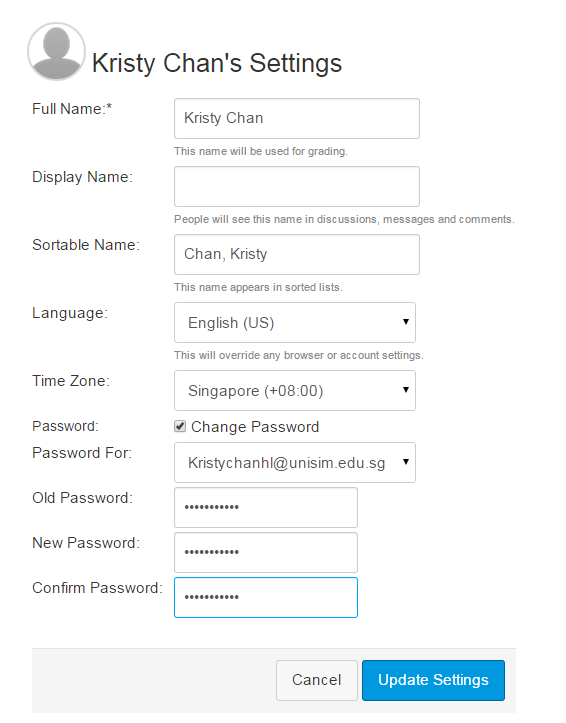 Kristy Chan's Settings
Full Name:* Kristy Chan
This name will be used for grading.
Display Name:
People will see this name in discussions, messages and comments.
Sortable Name: Chan, Kristy
This name appears in sorted lists.
Language: English (US)
This will override any browser or account settings.
Time Zone: Singapore (+08:00)
Password: Change Password
Password For: Kristychanhl@unisim.edu.sg
Old Password: •••••••••••
New Password: •••••••••••
Confirm Password: •••••••••••
Cancel Update Settings